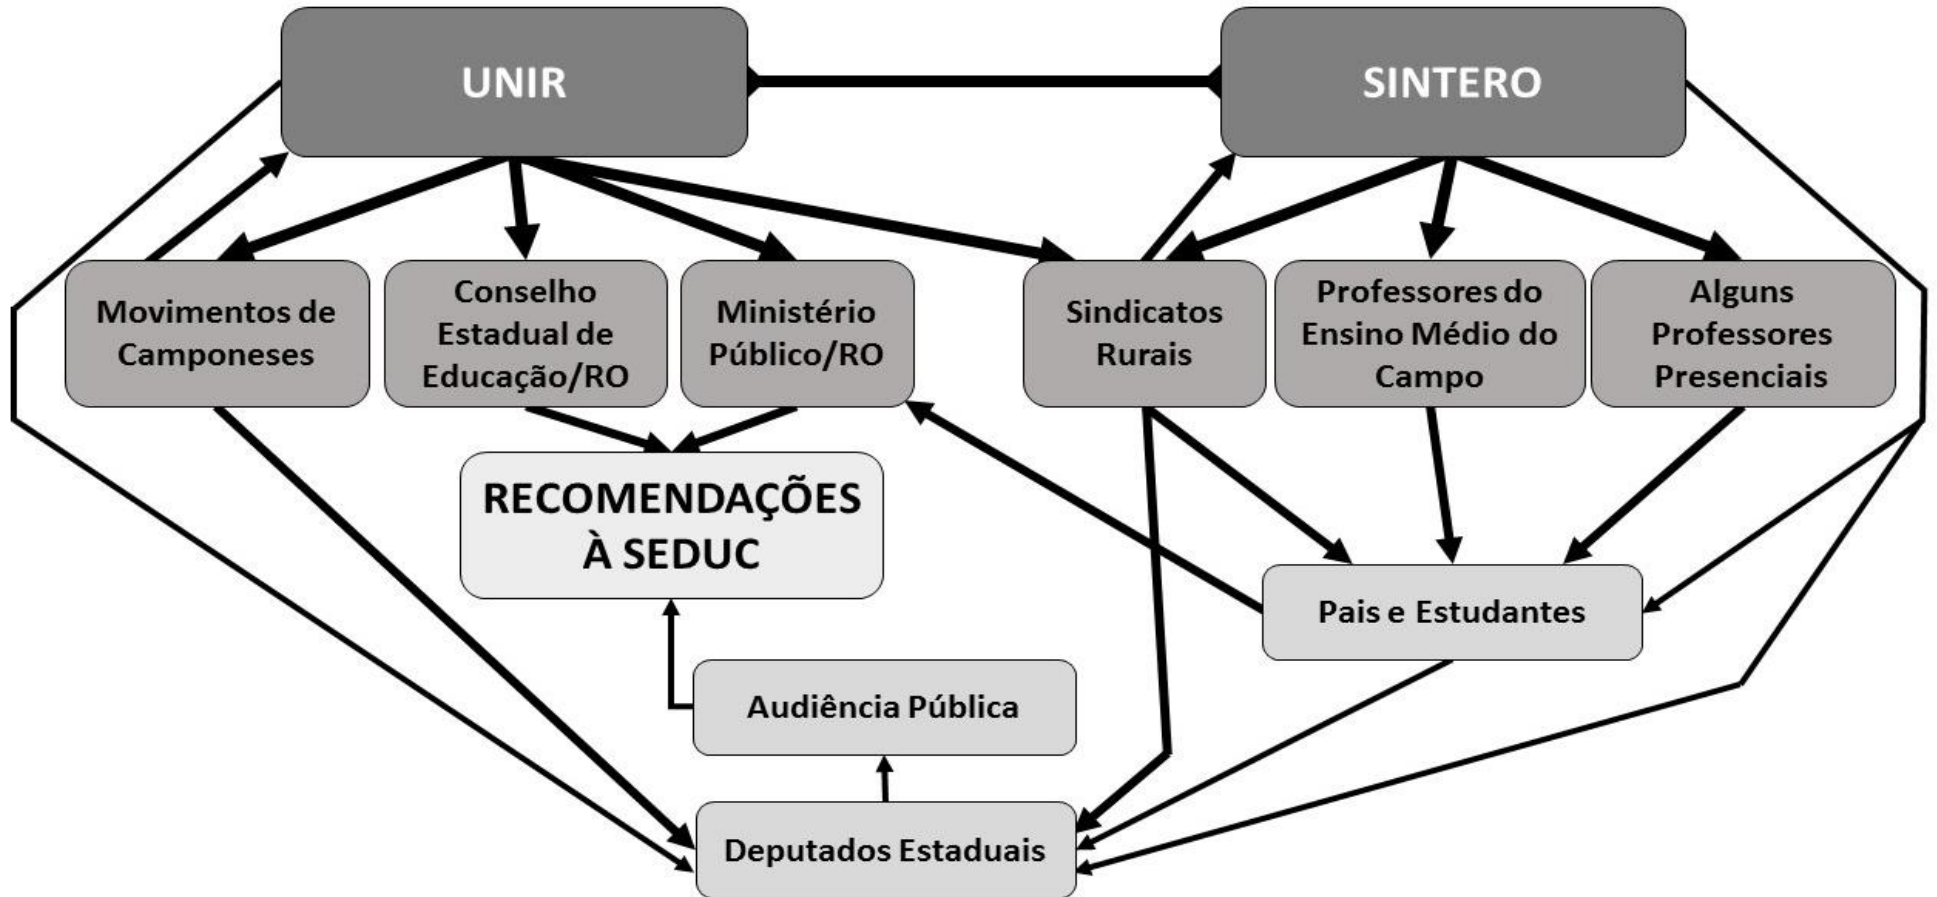 UNIR
SINTERO
Movimentos de
Camponeses
Conselho
Estadual de
Educação/RO
Ministério
Público/RO
Sindicatos
Rurais
Professores do
Ensino Médio do
Campo
Alguns
Professores
Presenciais
RECOMENDAÇÕES
À SEDUC
Pais e Estudantes
Audiência Pública
Deputados Estaduais